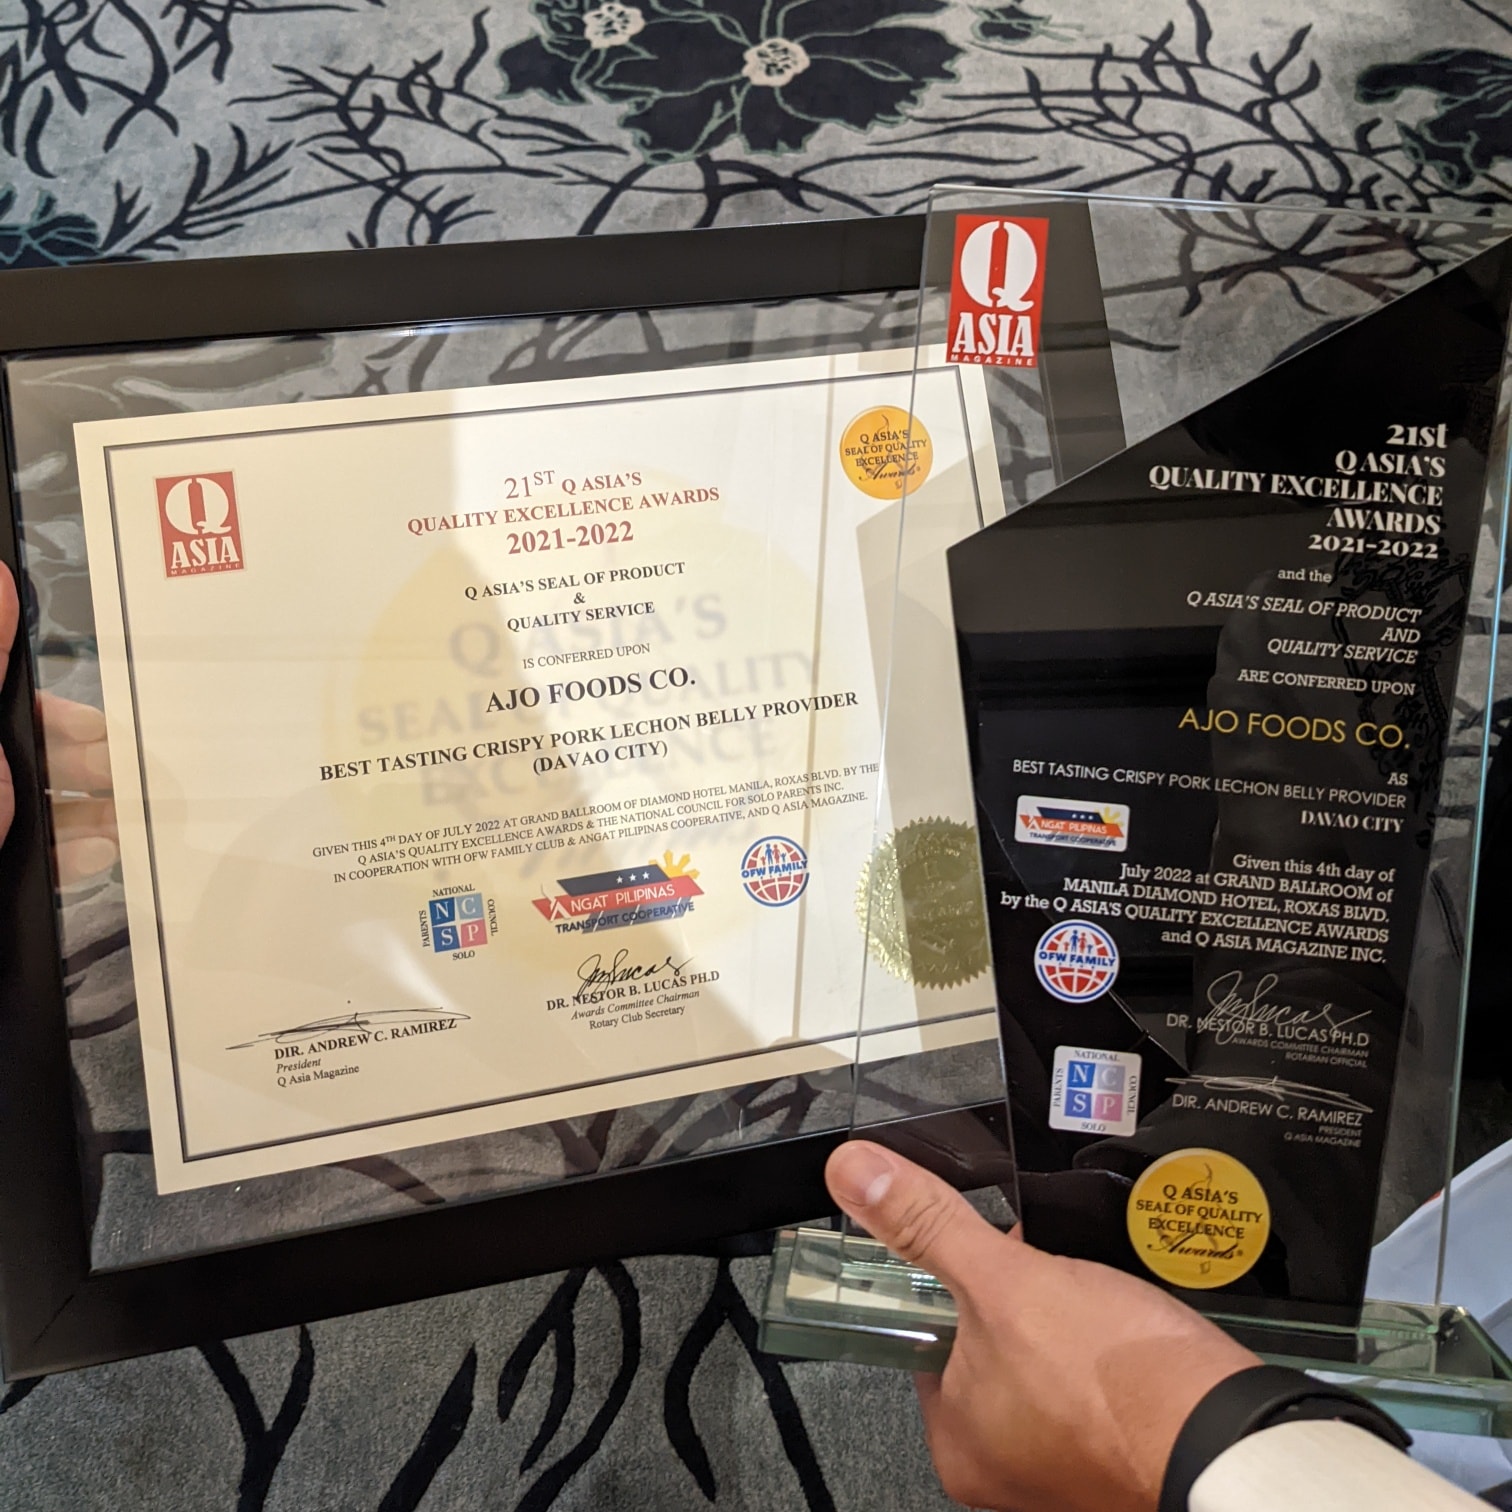 Q
ASIA
MAGAZINE
21ST Q ASIA'S
QUALITY EXCELLENCE AWARDS
2021-2022
Q ASIA'S SEAL OF PRODUCT
&
QUALITY SERVICE
IS CONFERRED UPON
AJO FOODS CO.
BEST TASTING CRISPY PORK LECHON BELLY PROVIDER
(DAVAO CITY)
GIVEN THIS 4TH DAY OF JULY 2022 AT GRAND BALLROOM OF DIAMOND HOTEL MANILA, ROXAS BLVD. BY THE
Q ASIA'S QUALITY EXCELLENCE AWARDS & THE NATIONAL COUNCIL FOR SOLO PARENTS INC.
IN COOPERATION WITH OFW FAMILY CLUB & ANGAT PILIPINAS COOPERATIVE, AND Q ASIA MAGAZINE.
Q ASIA'S
SEAL OF QUALITY
EXCELLENCE
Awards
Q ASIA'S
SEAL OF QUALITY
EXCELLENCE
NATIONAL
COUNCIL
SOLO
PARENTS
NC
SP
ANGAT PILIPINAS
TRANSPORT COOPERATIVE
OFW FAMILY
DR. NESTOR B. LUCAS PH.D
Awards Committee Chairman
Rotary Club Secretary
DIR. ANDREW C. RAMIREZ
President
Q Asia Magazine
Q
ASIA
MAGAZINE
21st
Q ASIA'S
QUALITY EXCELLENCE
AWARDS
2021-2022
and the
Q ASIA'S SEAL OF PRODUCT
AND
QUALITY SERVICE
ARE CONFERRED UPON
AJO FOODS CO.
AS
BEST TASTING CRISPY PORK LECHON BELLY PROVIDER
DAVAO CITY
ANGAT PILIPINAS
TRANSPORT COOPERATIVE
Given this 4th day of
July 2022 at GRAND BALLROOM of
MANILA DIAMOND HOTEL, ROXAS BLVD.
by the Q ASIA'S QUALITY EXCELLENCE AWARDS
and Q ASIA MAGAZINE INC.
OFW FAMILY
CLUB
DR. NESTOR B. LUCAS PH.D
AWARDS COMMITTEE CHAIRMAN
ROTARIAN OFFICIAL
NATIONAL
COUNCIL
SOLO
PARENTS
NC
SP
DIR. ANDREW C. RAMIREZ
PRESIDENT
Q ASIA MAGAZINE
Q ASIA'S
SEAL OF QUALITY
EXCELLENCE
Awards®